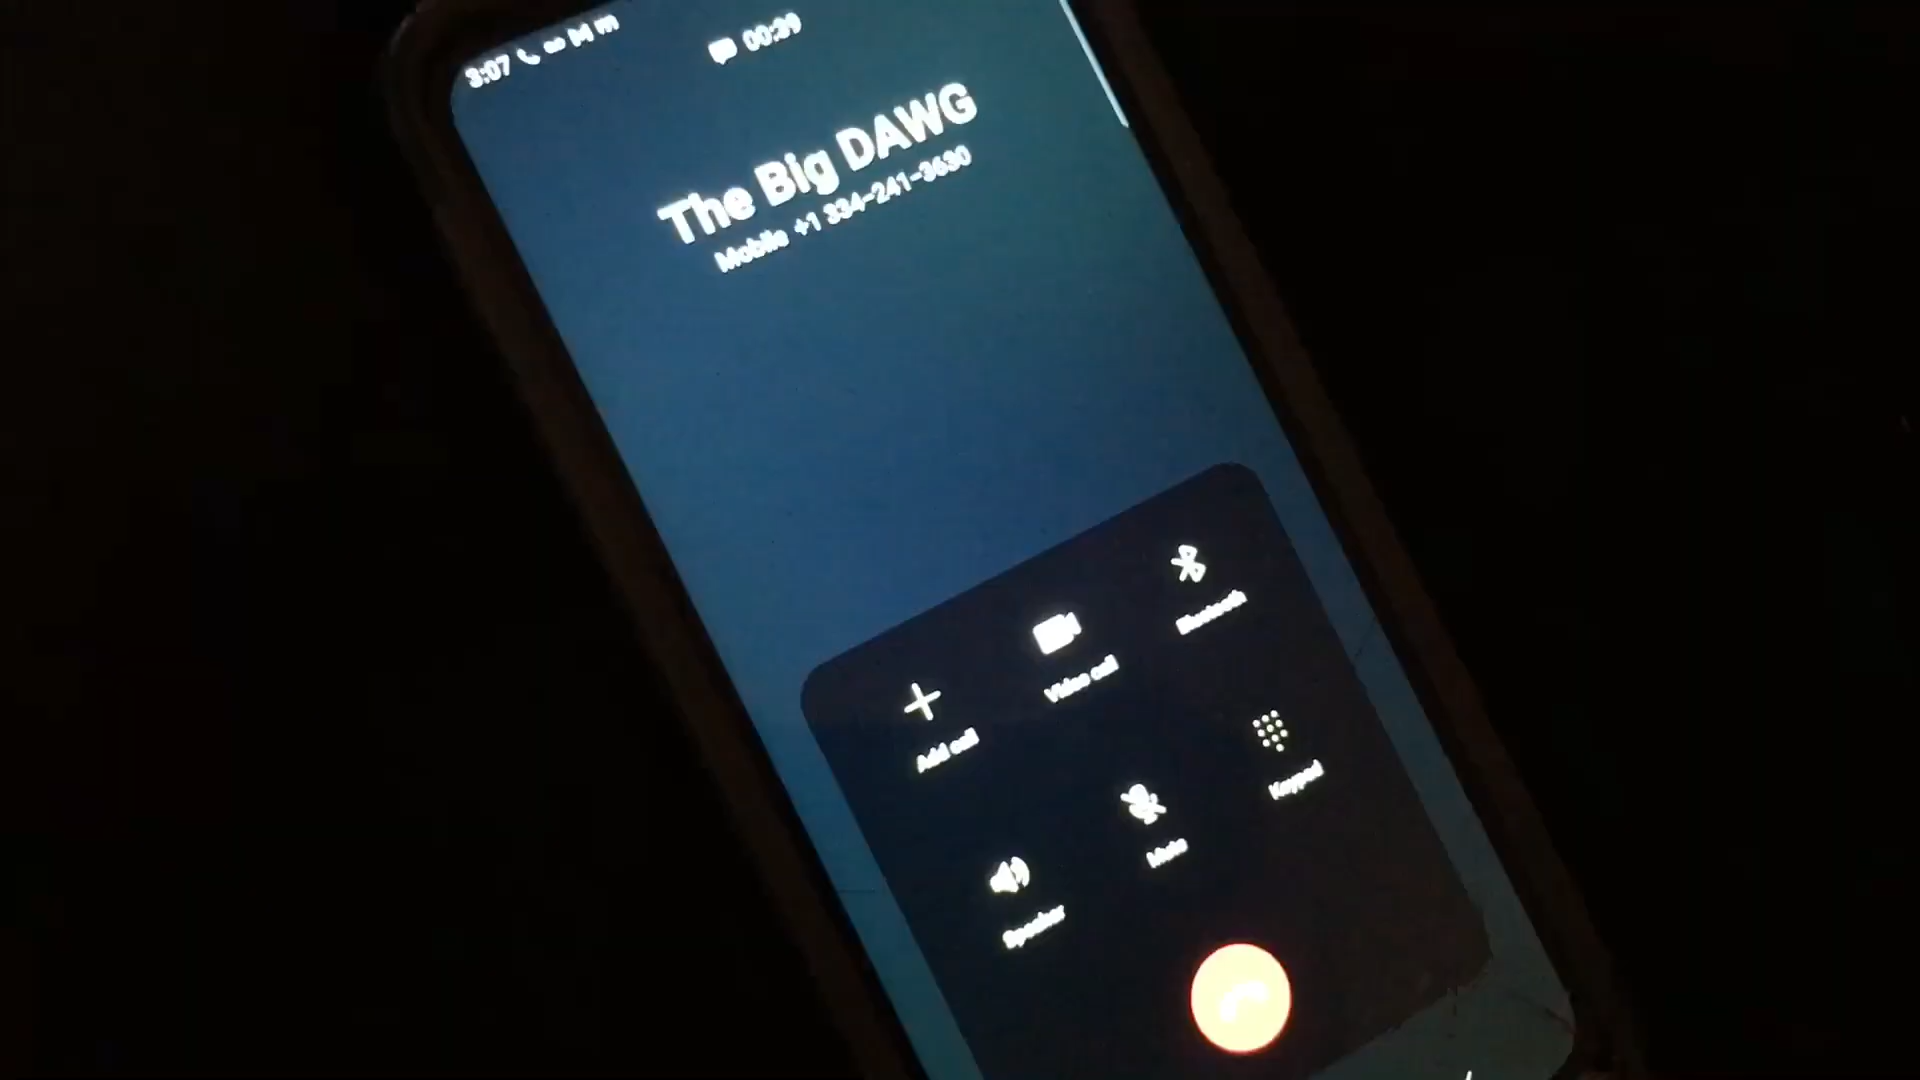 3:07
00:39
The Big DAWG
Mobile +1 334-241-3630
Bluetooth
Video call
Add call
Keypad
Mute
Speaker